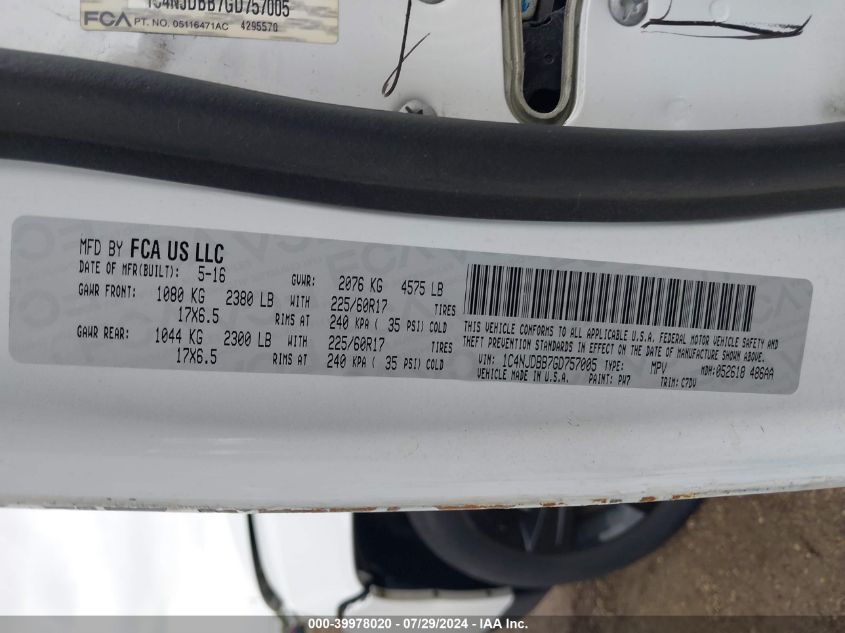 1C4NJDBB7GD757005
FCA PT. NO. 05116471AC 4295570
MFD BY FCA US LLC
DATE OF MFR(BUILT): 5-16 GVWR: 2076 KG 4575 LB
GAWR FRONT: 1080 KG 2380 LB WITH 225/60R17 TIRES
17X6.5 RIMS AT 240 KPA ( 35 PSI) COLD
GAWR REAR: 1044 KG 2300 LB WITH 225/60R17 TIRES
17X6.5 RIMS AT 240 KPA ( 35 PSI) COLD
THIS VEHICLE CONFORMS TO ALL APPLICABLE U.S.A. FEDERAL MOTOR VEHICLE SAFETY AND
THEFT PREVENTION STANDARDS IN EFFECT ON THE DATE OF MANUFACTURE SHOWN ABOVE.
VIN: 1C4NJDBB7GD757005 TYPE: MPV MDH:052618 486AA
VEHICLE MADE IN U.S.A. PAINT: PW7 TRIM: C7DV
000-39978020 - 07/29/2024 - IAA Inc.